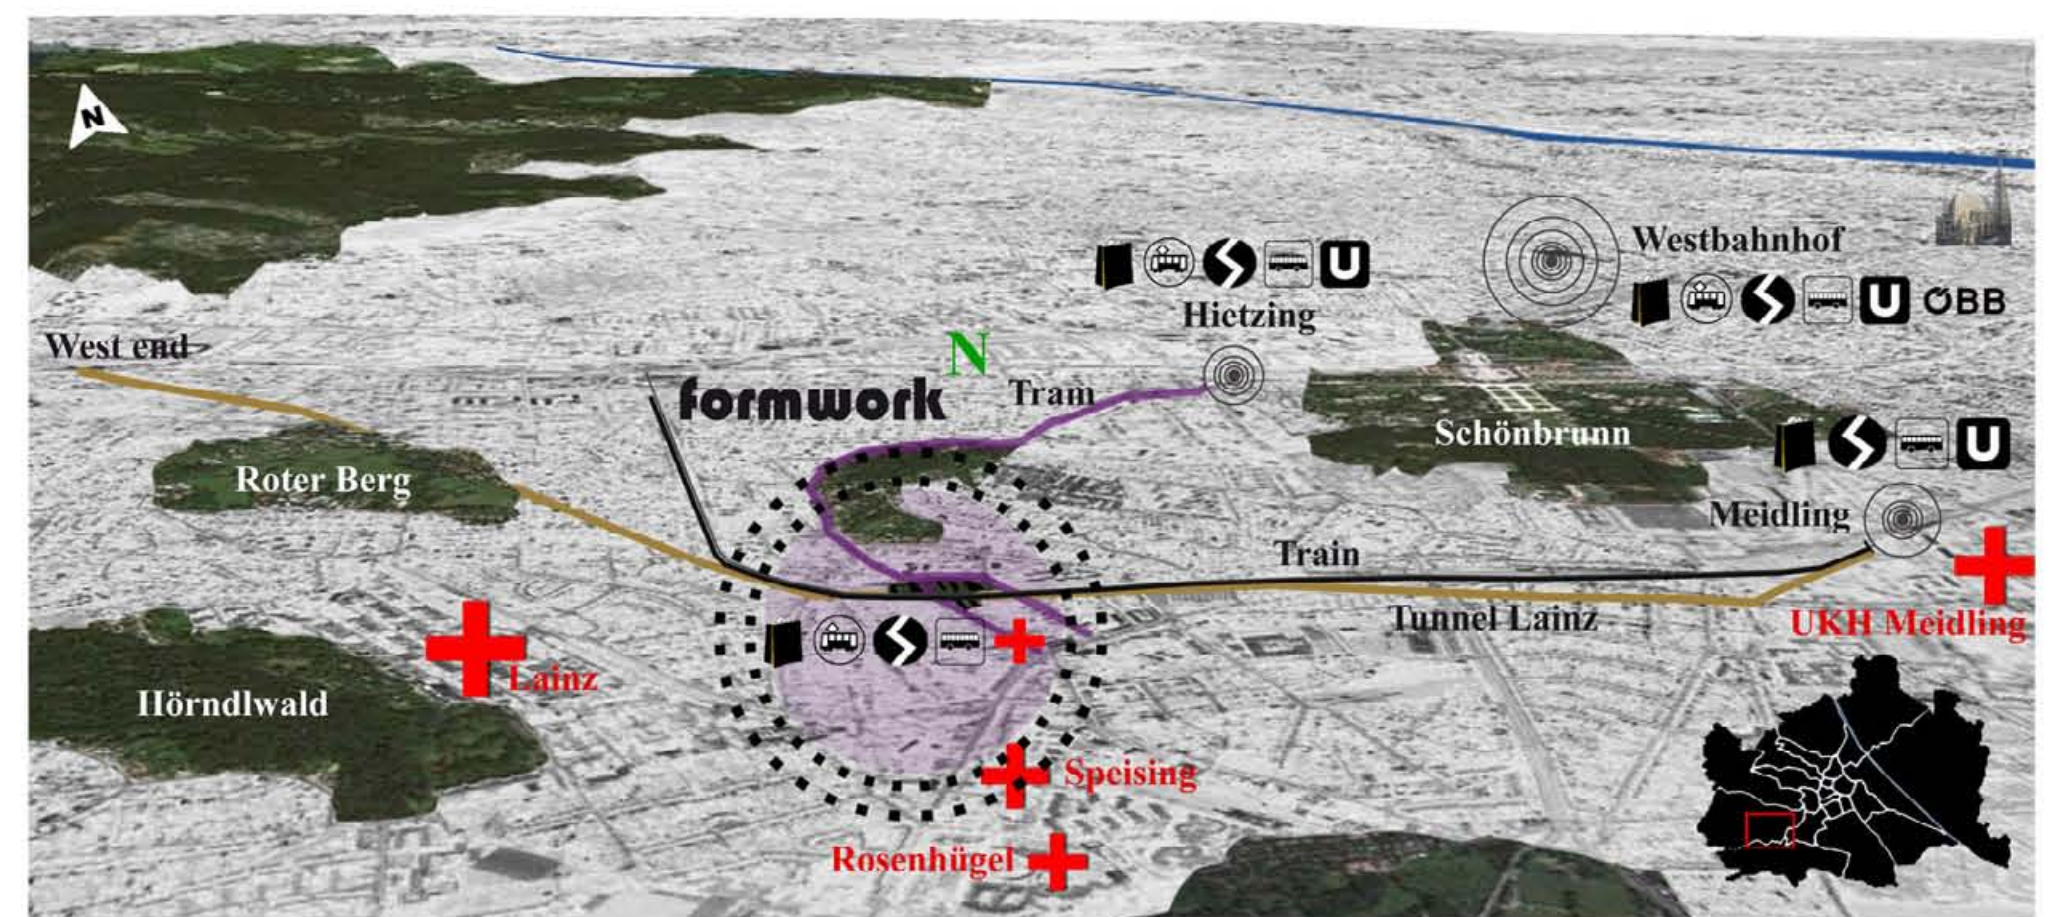 N
Westbahnhof
U
Hietzing
U ÖBB
West end
N
formwork
Tram
Schönbrunn
U
Roter Berg
Meidling
Train
Tunnel Lainz
UKH Meidling
Lainz
Hörndlwald
Speising
Rosenhügel